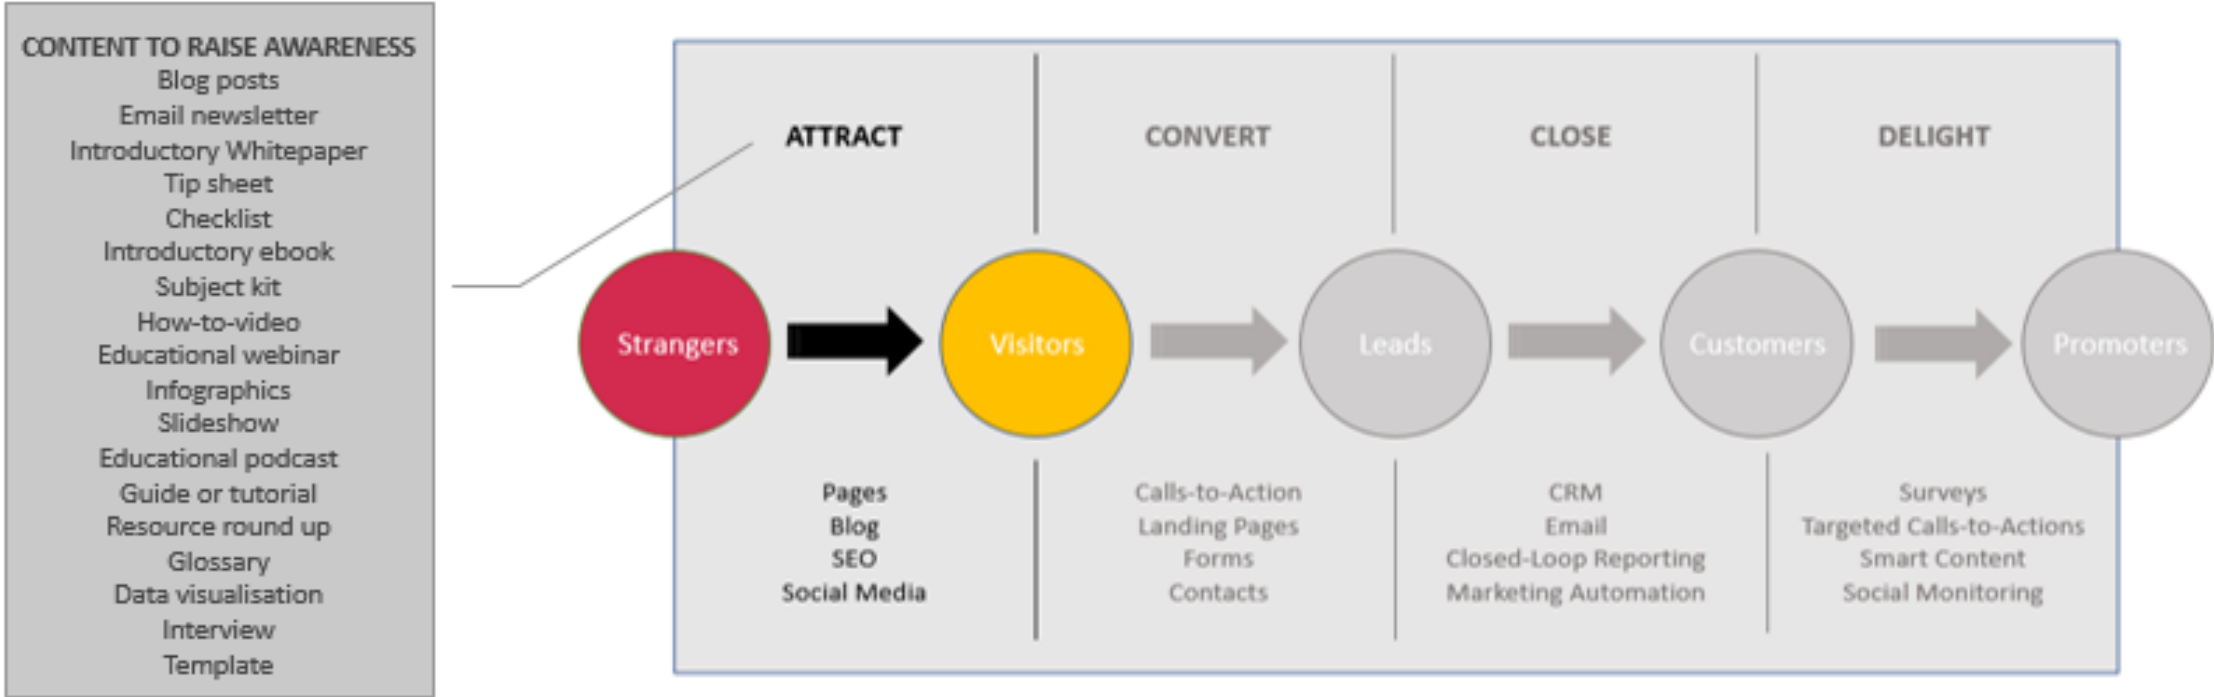 CONTENT TO RAISE AWARENESS
Blog posts
Email newsletter
Introductory Whitepaper
Tip sheet
Checklist
Introductory ebook
Subject kit
How-to-video
Educational webinar
Infographics
Slideshow
Educational podcast
Guide or tutorial
Resource round up
Glossary
Data visualisation
Interview
Template
ATTRACT
CONVERT
CLOSE
DELIGHT
Strangers
Visitors
Leads
Customers
Promoters
Pages
Blog
SEO
Social Media
Calls-to-Action
Landing Pages
Forms
Contacts
CRM
Email
Closed-Loop Reporting
Marketing Automation
Surveys
Targeted Calls-to-Actions
Smart Content
Social Monitoring